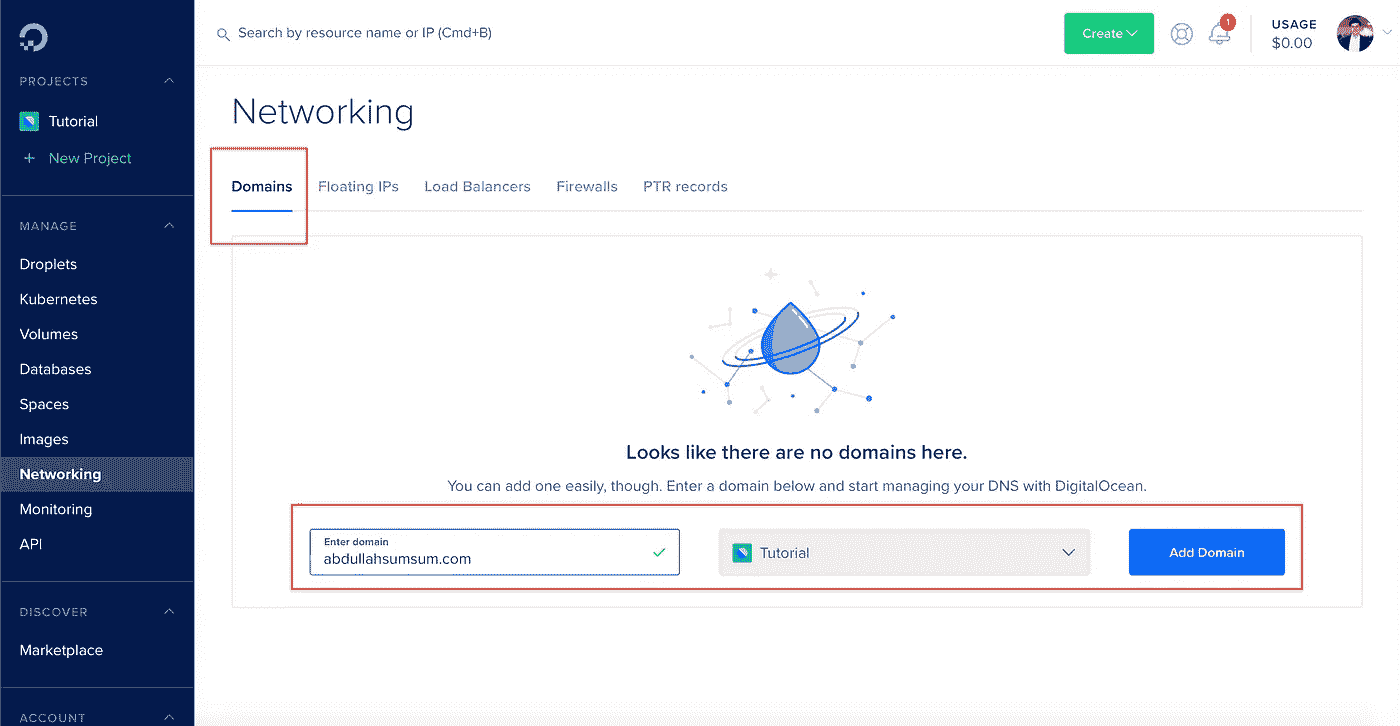 Search by resource name or IP (Cmd+B)
Create
1
USAGE
$0.00
PROJECTS
Tutorial
+ New Project
MANAGE
Droplets
Kubernetes
Volumes
Databases
Spaces
Images
Networking
Monitoring
API
DISCOVER
Marketplace
ACCOUNT
Networking
Domains Floating IPs Load Balancers Firewalls PTR records
Looks like there are no domains here.
You can add one easily, though. Enter a domain below and start managing your DNS with DigitalOcean.
Enter domain
abdullahsumsum.com
Tutorial
Add Domain